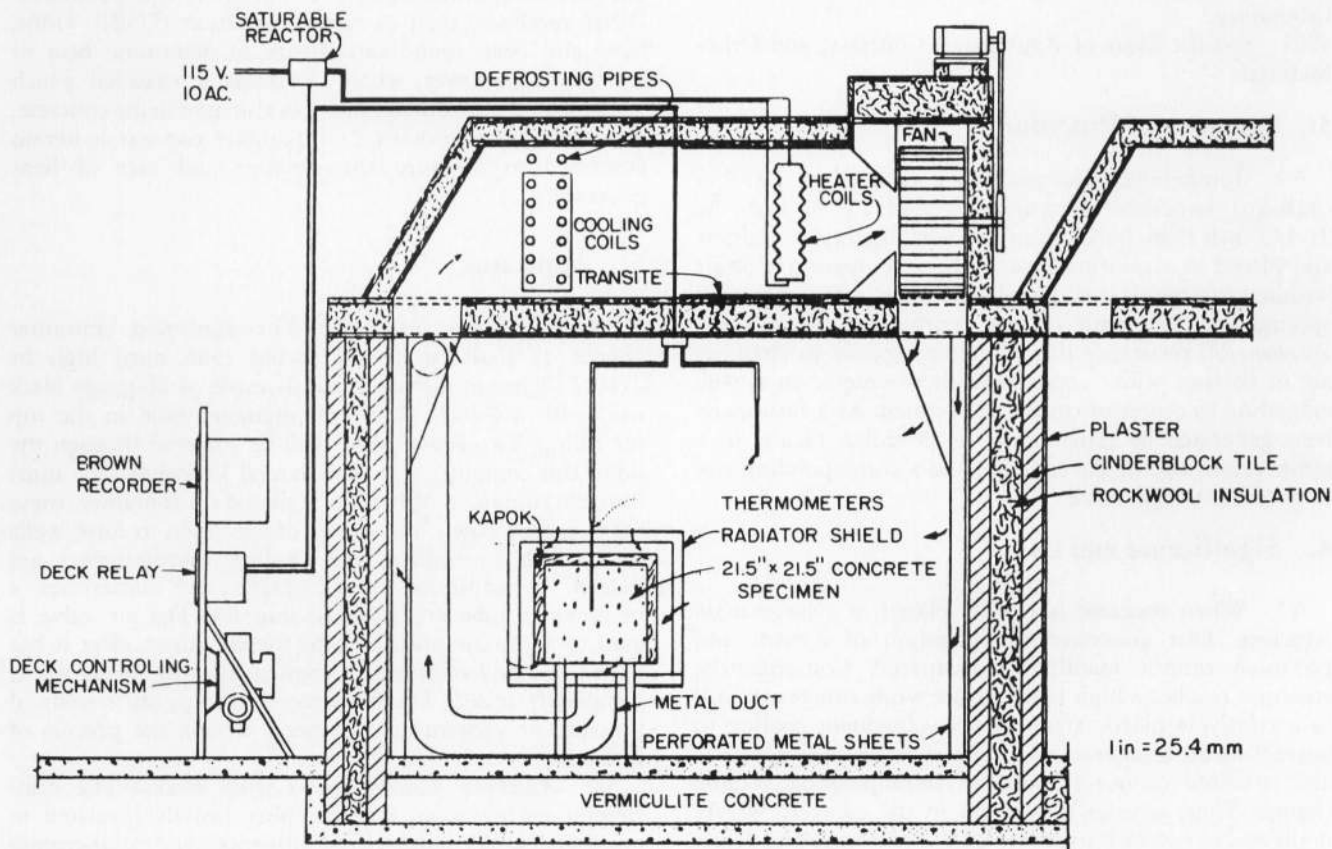 SATURABLE
REACTOR
115 V.
10 AC
DEFROSTING PIPES
FAN
HEATER
COILS
COOLING
COILS
TRANSITE
BROWN
RECORDER
DECK RELAY
DECK CONTROLING
MECHANISM
KAPOK
THERMOMETERS
RADIATOR SHIELD
21.5" × 21.5" CONCRETE
SPECIMEN
METAL DUCT
PERFORATED METAL SHEETS
VERMICULITE CONCRETE
PLASTER
CINDERBLOCK TILE
ROCKWOOL INSULATION
1 in = 25.4 mm